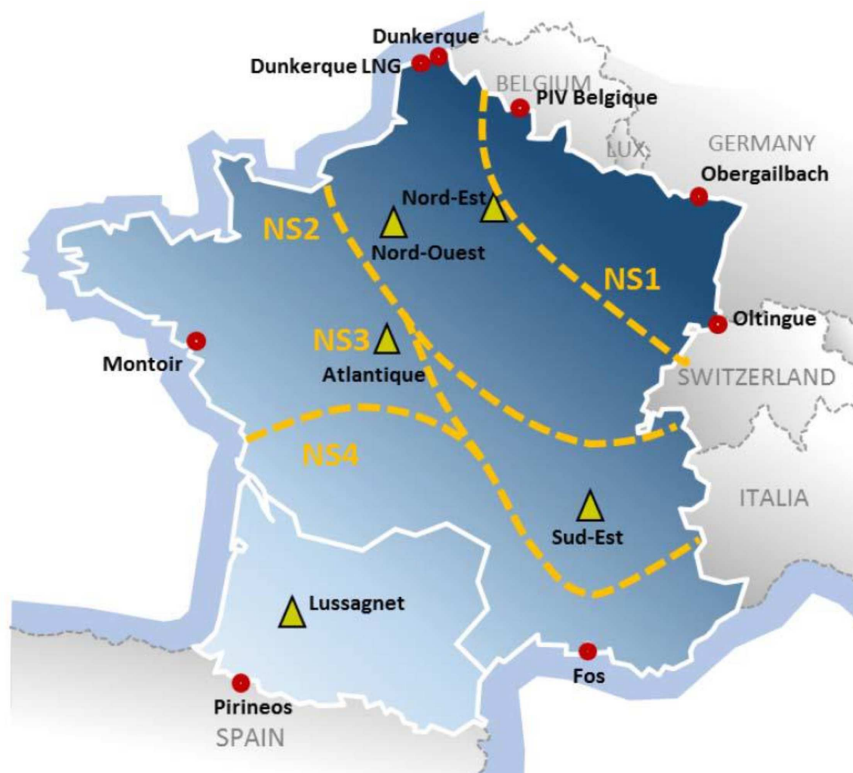 Dunkerque
Dunkerque LNG
BELGIUM
PIV Belgique
LUX
GERMANY
Obergailbach
Nord-Est
NS2
Nord-Ouest
NS1
Oltingue
NS3
Montoir
Atlantique
SWITZERLAND
NS4
ITALIA
Sud-Est
Lussagnet
Fos
Pirineos
SPAIN